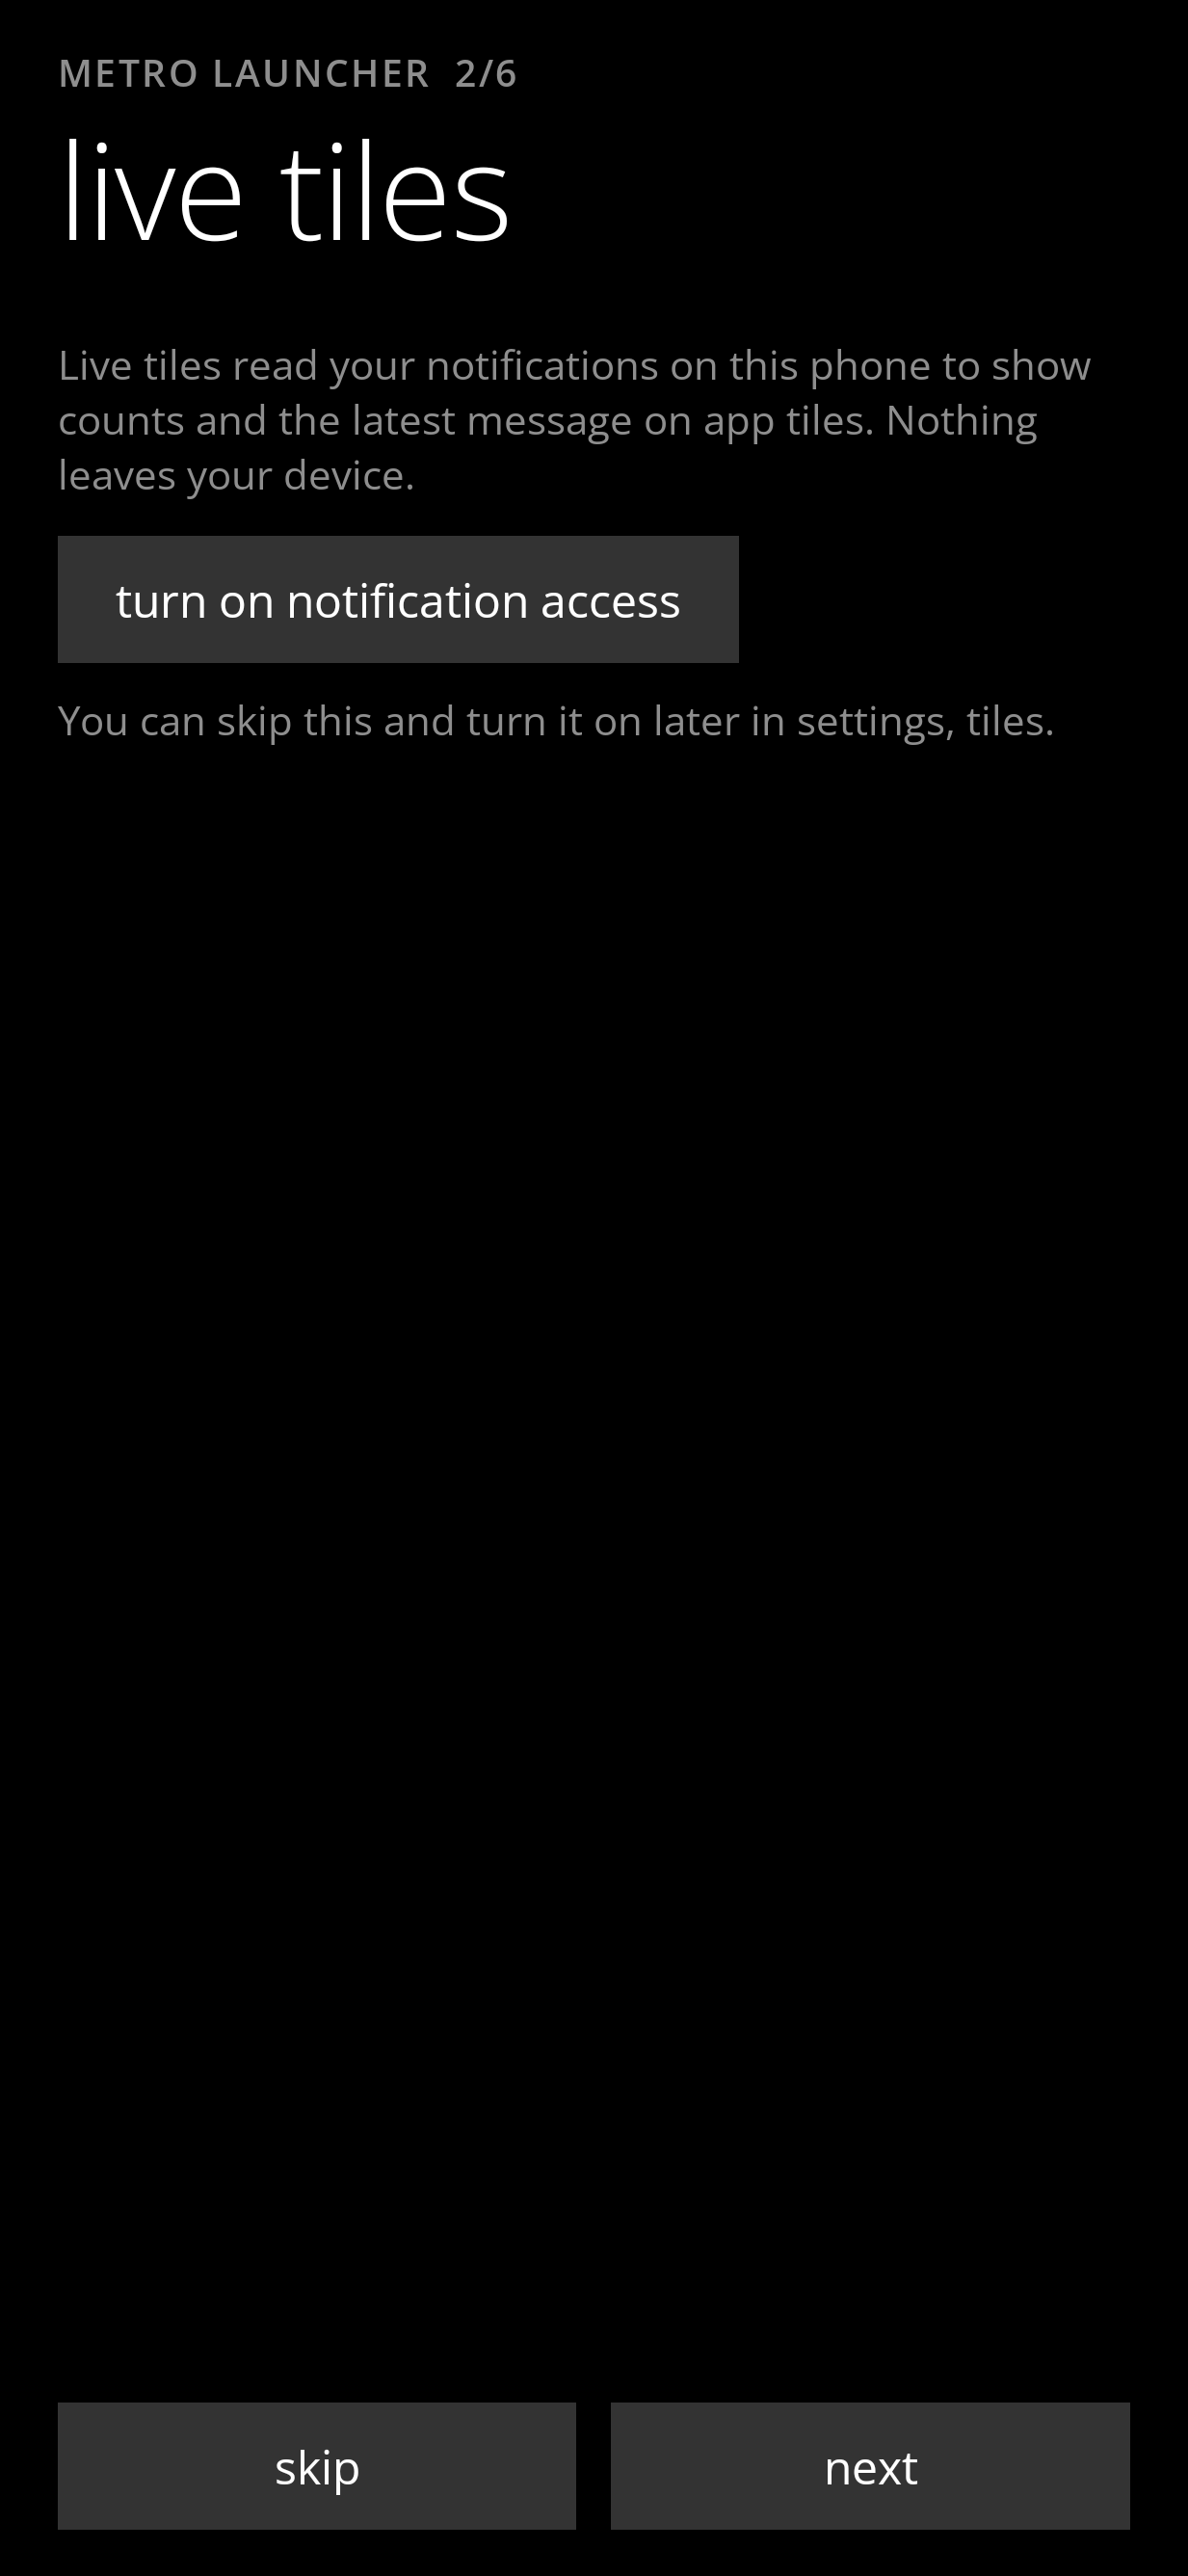 METRO LAUNCHER 2/6
live tiles
Live tiles read your notifications on this phone to show
counts and the latest message on app tiles. Nothing
leaves your device.
turn on notification access
You can skip this and turn it on later in settings, tiles.
skip
next